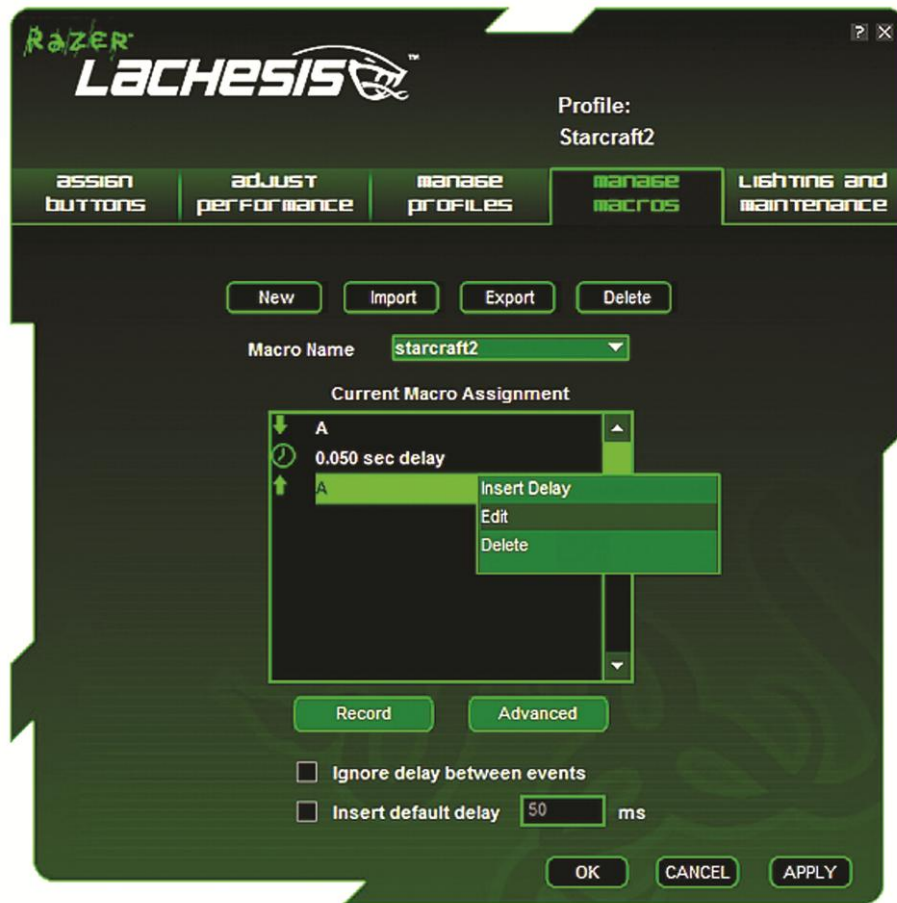 RAZER
LACHESIS™
? X
Profile:
Starcraft2
assign buttons
adjust performance
manage profiles
manage macros
Lighting and maintenance
New Import Export Delete
Macro Name starcraft2
Current Macro Assignment
A
0.050 sec delay
A
Insert Delay
Edit
Delete
Record Advanced
Ignore delay between events
Insert default delay 50 ms
OK CANCEL APPLY